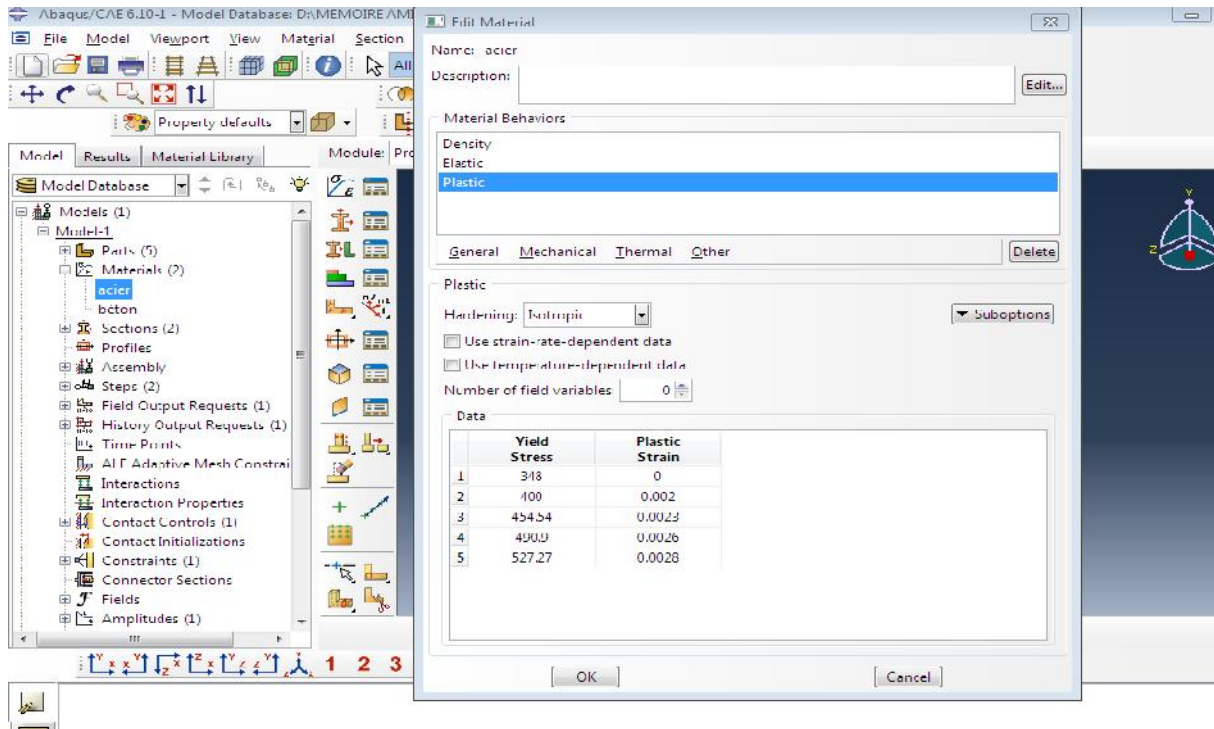 Abaqus/CAE 6.10-1 - Model Database: D:\MEMOIRE AMI
File Model Viewport View Material Section
All
Property defaults
Model Results Material Library Module: Pro
Model Database
Models (1)
Model-1
Parts (5)
Materials (2)
acier
beton
Sections (2)
Profiles
Assembly
Steps (2)
Field Output Requests (1)
History Output Requests (1)
Time Points
ALE Adaptive Mesh Constrai
Interactions
Interaction Properties
Contact Controls (1)
Contact Initializations
Constraints (1)
Connector Sections
Fields
Amplitudes (1)
1 2 3
Edit Material
Name: acier
Description:
Edit...
Material Behaviors
Density
Elastic
Plastic
General Mechanical Thermal Other Delete
Plastic
Hardening: Isotropic Suboptions
Use strain-rate-dependent data
Use temperature-dependent data
Number of field variables: 0
Data
Yield Stress Plastic Strain
1 348 0
2 400 0.002
3 454.54 0.0023
4 490.9 0.0026
5 527.27 0.0028
OK Cancel
Y
Z